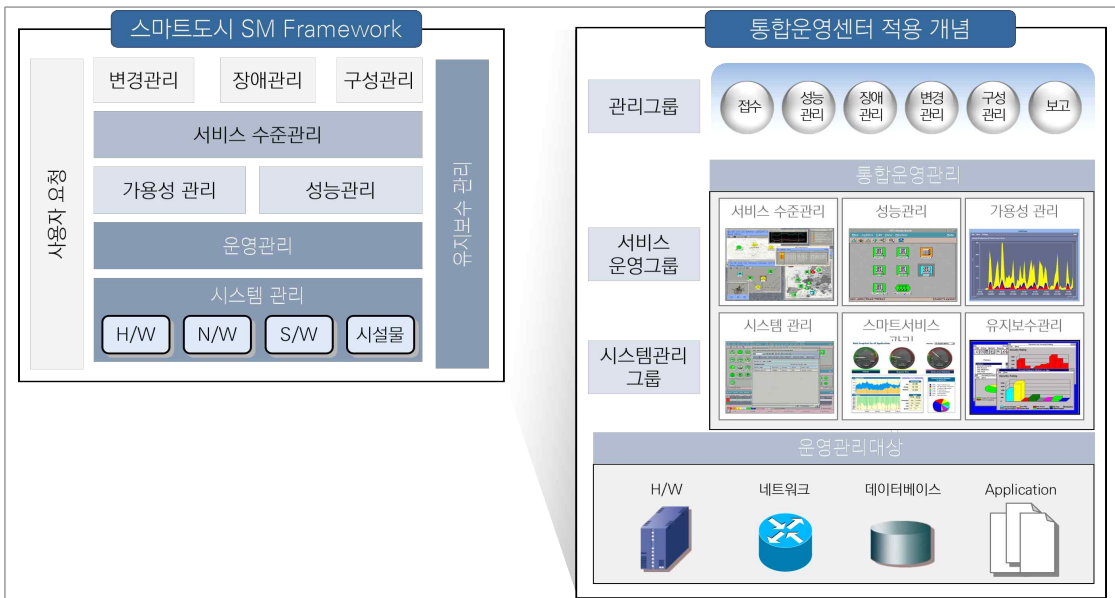 스마트도시 SM Framework
사용자 요청
변경관리
장애관리
구성관리
서비스 수준관리
가용성 관리
성능관리
운영관리
시스템 관리
H/W
N/W
S/W
시설물
유지보수 관리
통합운영센터 적용 개념
관리그룹
접수
성능
관리
장애
관리
변경
관리
구성
관리
보고
통합운영관리
서비스
운영그룹
서비스 수준관리
성능관리
가용성 관리
시스템관리
그룹
시스템 관리
스마트서비스
관리
유지보수관리
운영관리대상
H/W
네트워크
데이터베이스
Application